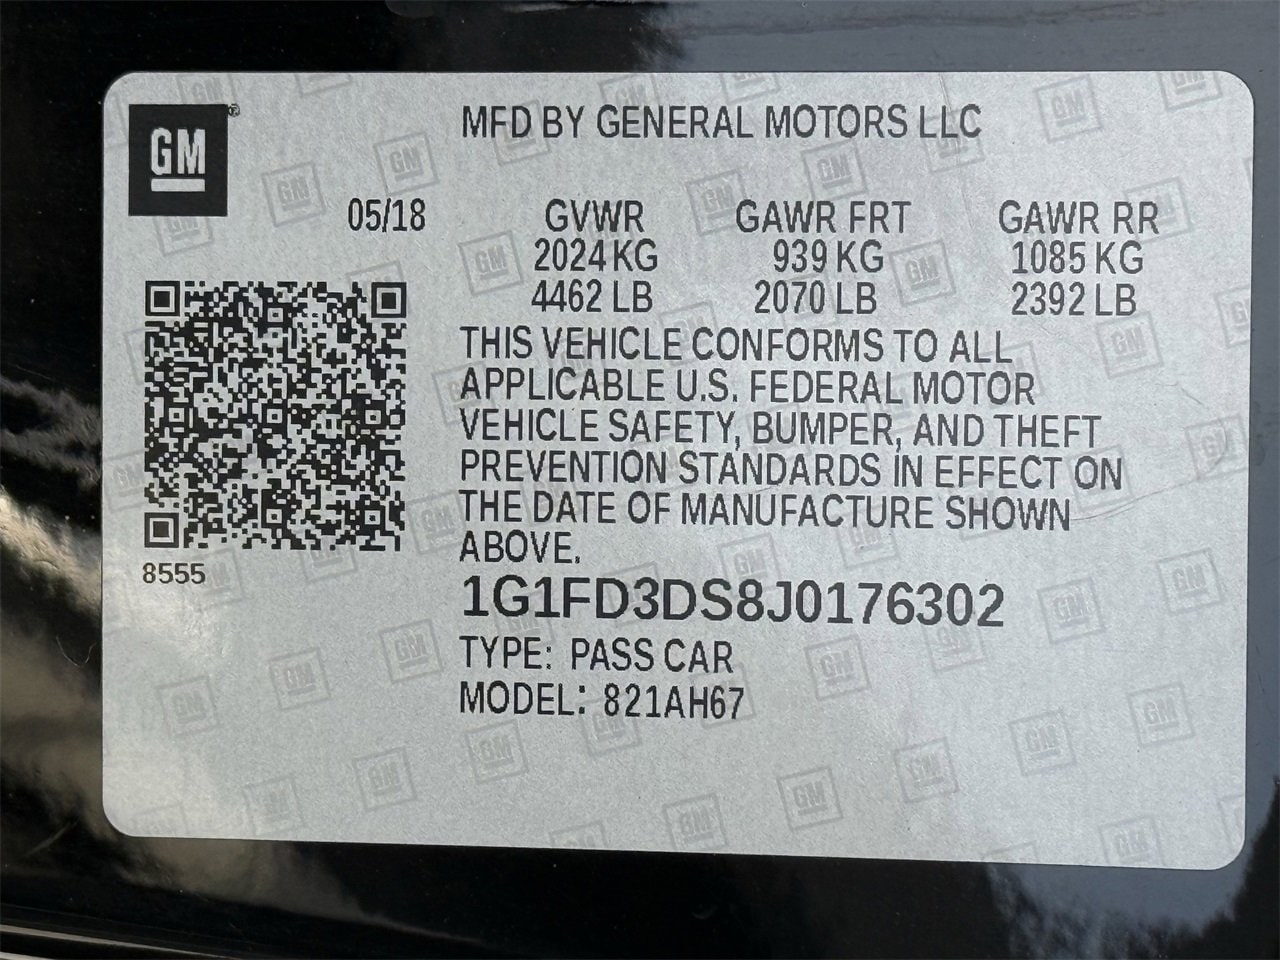 GM
MFD BY GENERAL MOTORS LLC
05/18
GVWR GAWR FRT GAWR RR
2024 KG 939 KG 1085 KG
4462 LB 2070 LB 2392 LB
THIS VEHICLE CONFORMS TO ALL
APPLICABLE U.S. FEDERAL MOTOR
VEHICLE SAFETY, BUMPER, AND THEFT
PREVENTION STANDARDS IN EFFECT ON
THE DATE OF MANUFACTURE SHOWN
ABOVE.
8555
1G1FD3DS8J0176302
TYPE: PASS CAR
MODEL: 821AH67